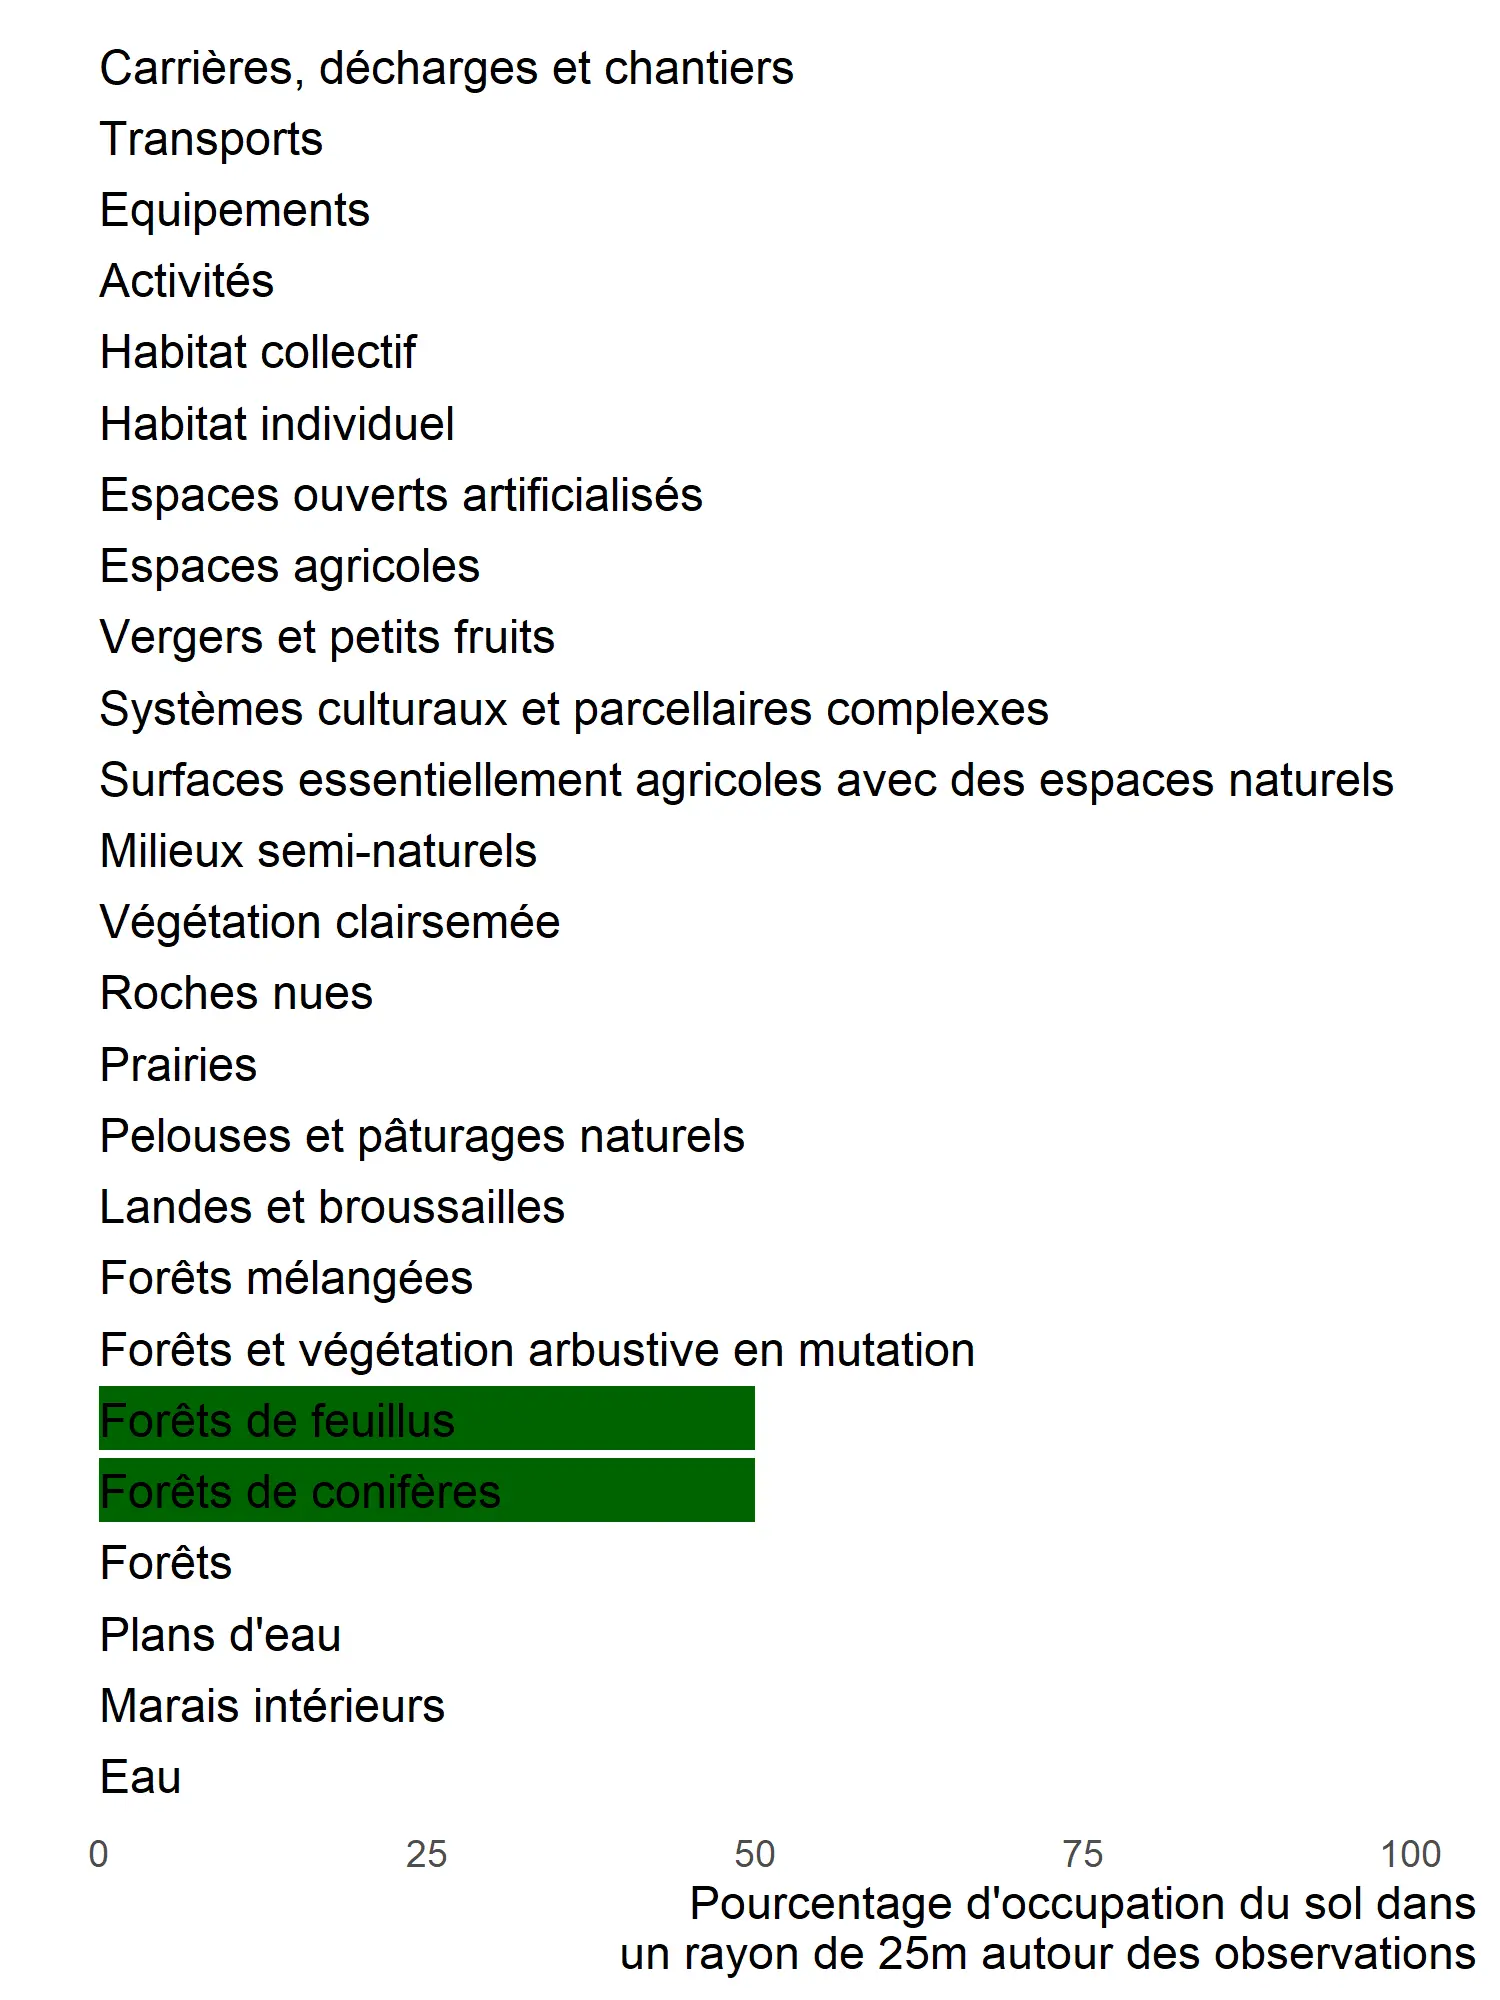 Carrières, décharges et chantiers
Transports
Equipements
Activités
Habitat collectif
Habitat individuel
Espaces ouverts artificialisés
Espaces agricoles
Vergers et petits fruits
Systèmes culturaux et parcellaires complexes
Surfaces essentiellement agricoles avec des espaces naturels
Milieux semi-naturels
Végétation clairsemée
Roches nues
Prairies
Pelouses et pâturages naturels
Landes et broussailles
Forêts mélangées
Forêts et végétation arbustive en mutation
Forêts de feuillus
Forêts de conifères
Forêts
Plans d'eau
Marais intérieurs
Eau
0 25 50 75 100
Pourcentage d'occupation du sol dans
un rayon de 25m autour des observations